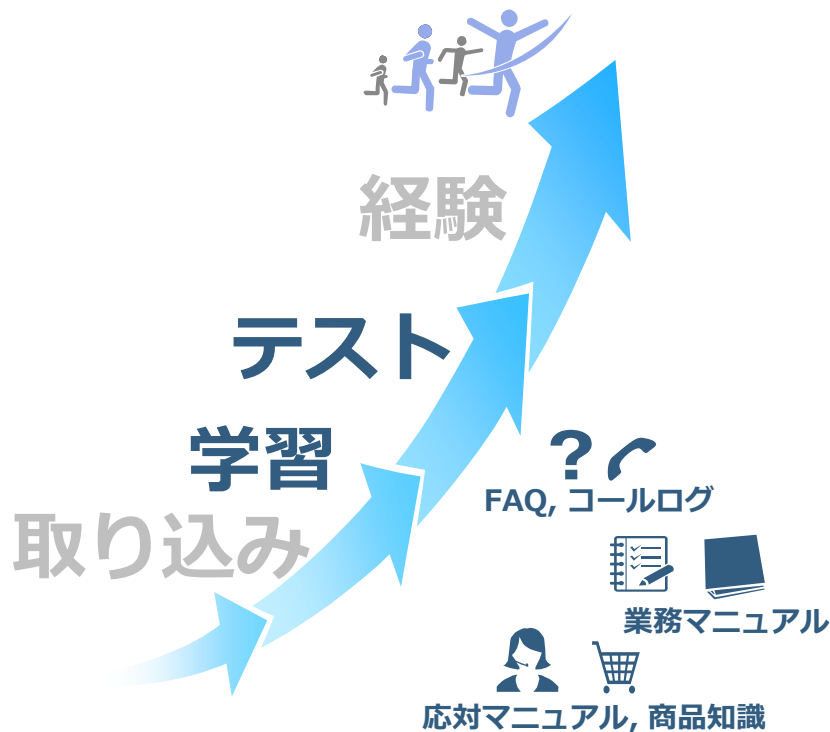 経験
テスト
学習
取り込み
?
FAQ, コールログ
業務マニュアル
応対マニュアル, 商品知識